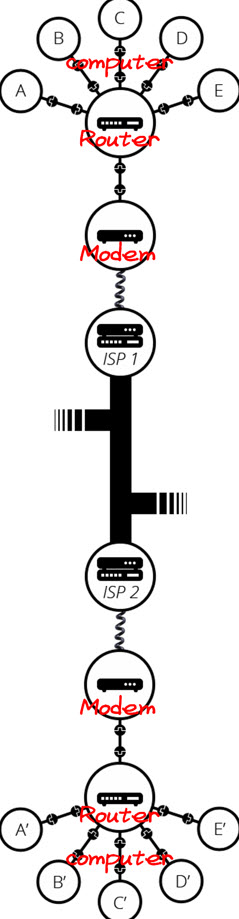 C
B
D
computer
A
E
Router
Modem
ISP 1
ISP 2
Modem
Router
A'
E'
computer
B'
D'
C'